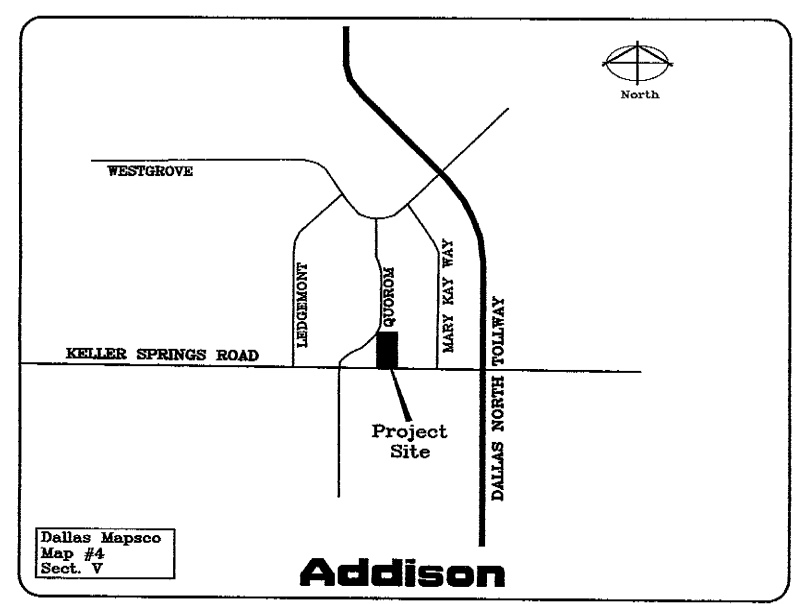 North
WESTGROVE
LEDGEMONT
QUOROM
MARY KAY WAY
DALLAS NORTH TOLLWAY
KELLER SPRINGS ROAD
Project
Site
Dallas Mapsco
Map #4
Sect. V
Addison